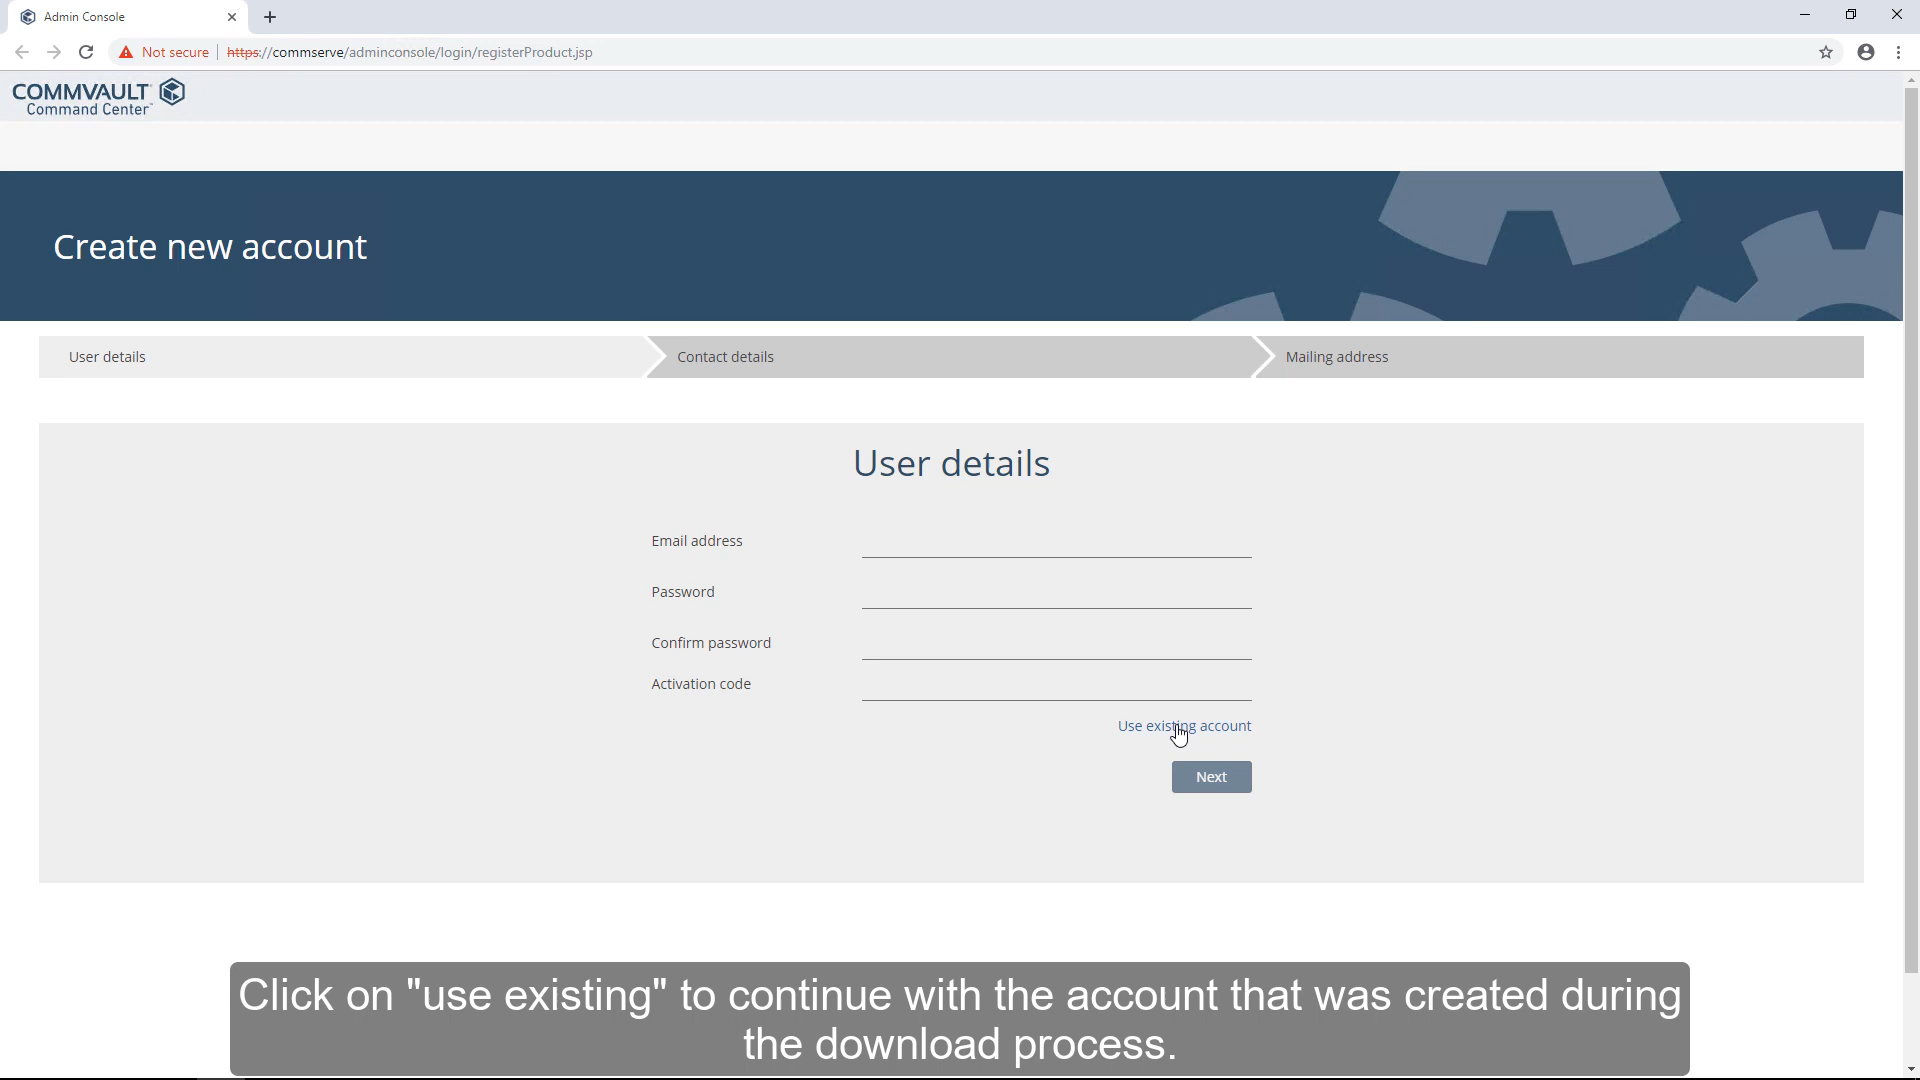 Admin Console
Not secure
https://commserve/adminconsole/login/registerProduct.jsp
COMMVAULT
Command Center™
Create new account
User details
Contact details
Mailing address
User details
Email address
Password
Confirm password
Activation code
Use existing account
Next
Click on "use existing" to continue with the account that was created during
the download process.